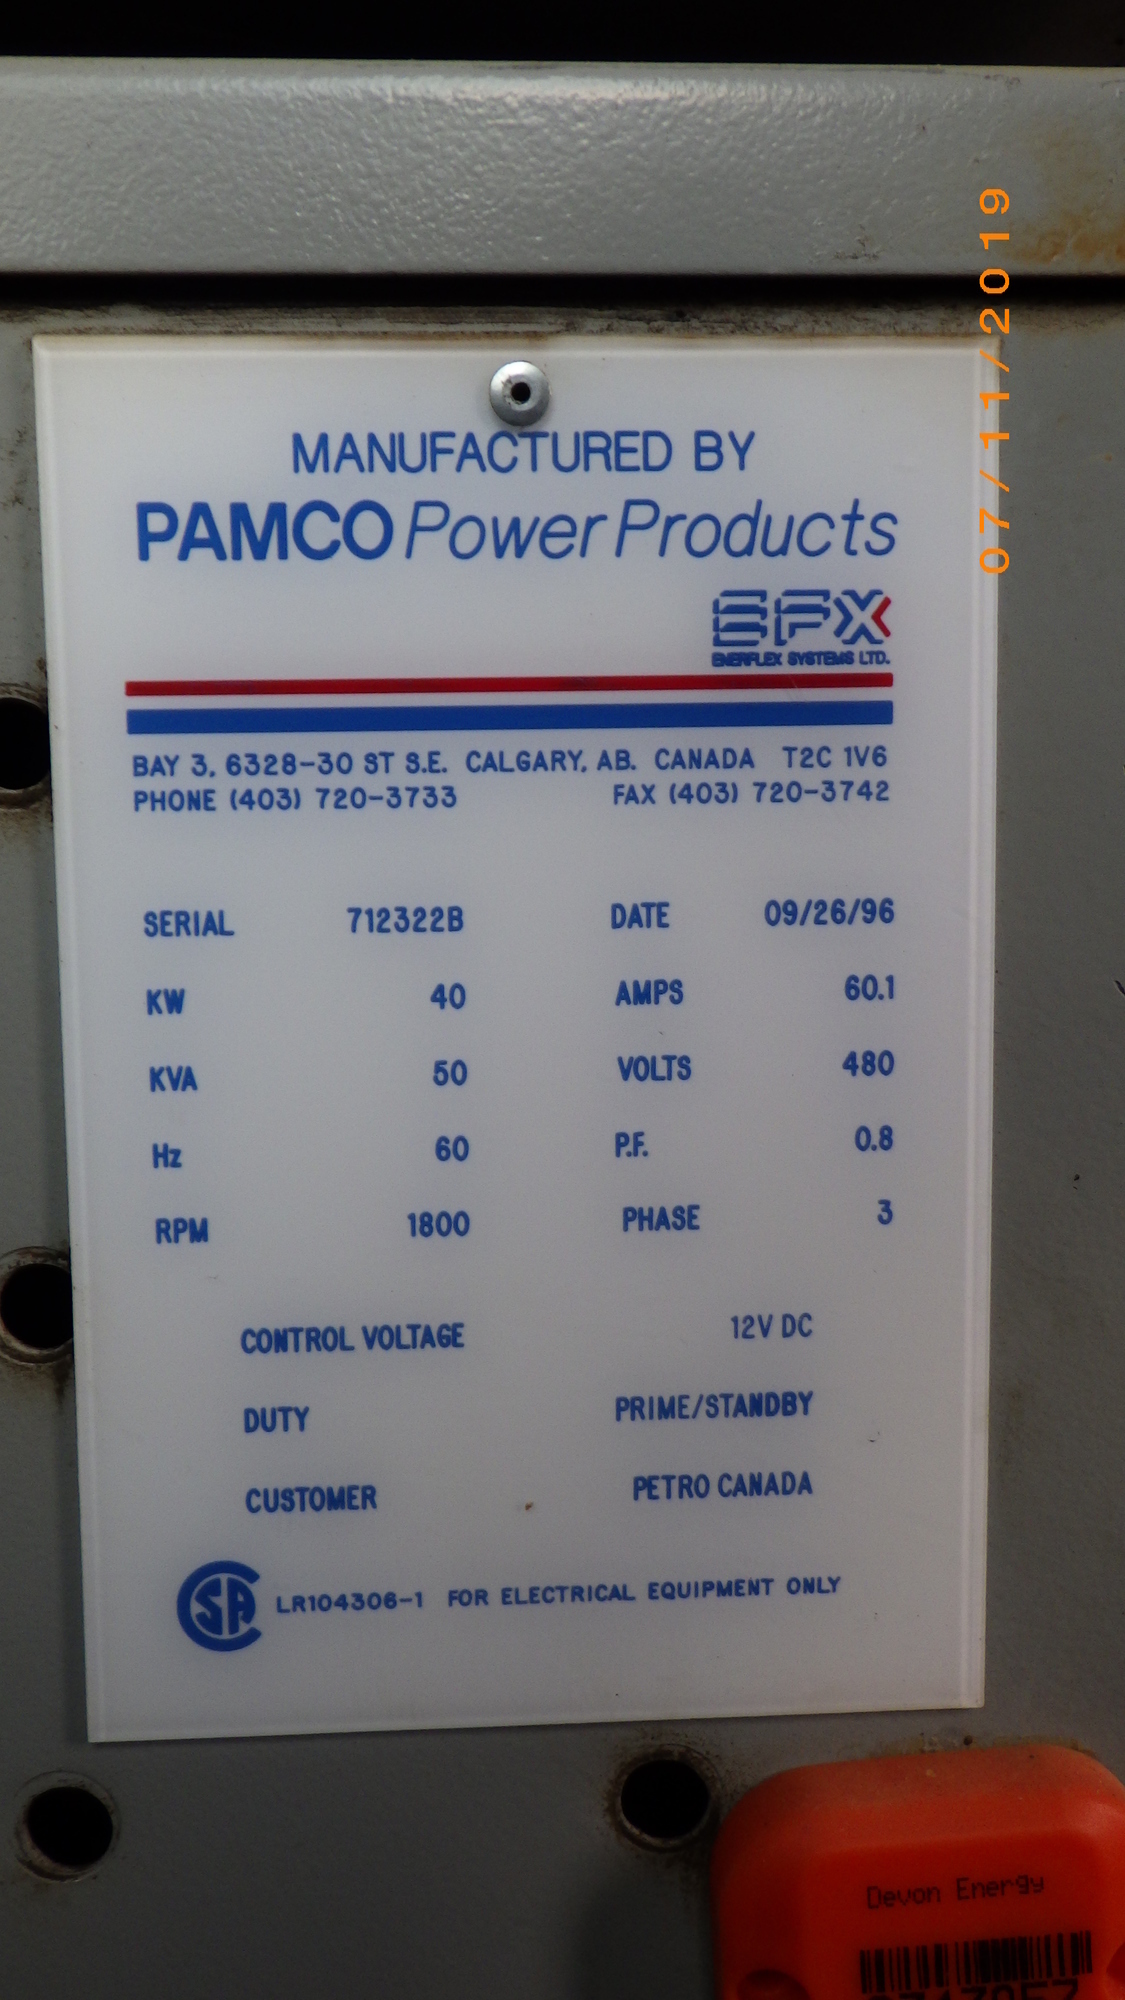 07/11/2019
MANUFACTURED BY
PAMCO Power Products
EFX
ENERFLEX SYSTEMS LTD.
BAY 3, 6328-30 ST S.E. CALGARY, AB. CANADA T2C 1V6
PHONE (403) 720-3733 FAX (403) 720-3742
SERIAL 712322B DATE 09/26/96
KW 40 AMPS 60.1
KVA 50 VOLTS 480
Hz 60 P.F. 0.8
RPM 1800 PHASE 3
CONTROL VOLTAGE 12V DC
DUTY PRIME/STANDBY
CUSTOMER PETRO CANADA
CSA LR104306-1 FOR ELECTRICAL EQUIPMENT ONLY
Devon Energy